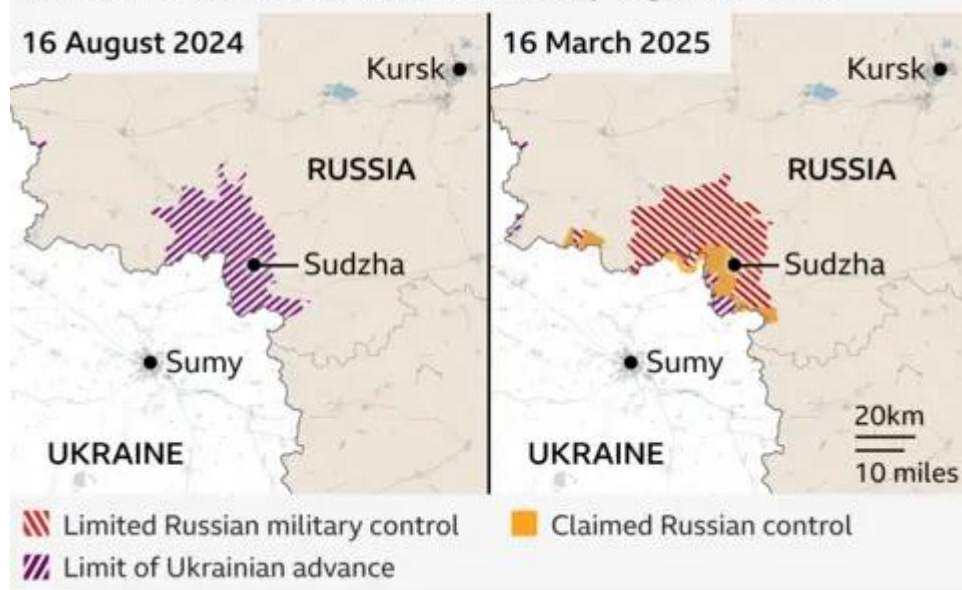 16 August 2024
Kursk
RUSSIA
Sudzha
Sumy
UKRAINE
16 March 2025
Kursk
RUSSIA
Sudzha
Sumy
20km
10 miles
UKRAINE
Limited Russian military control
Claimed Russian control
Limit of Ukrainian advance